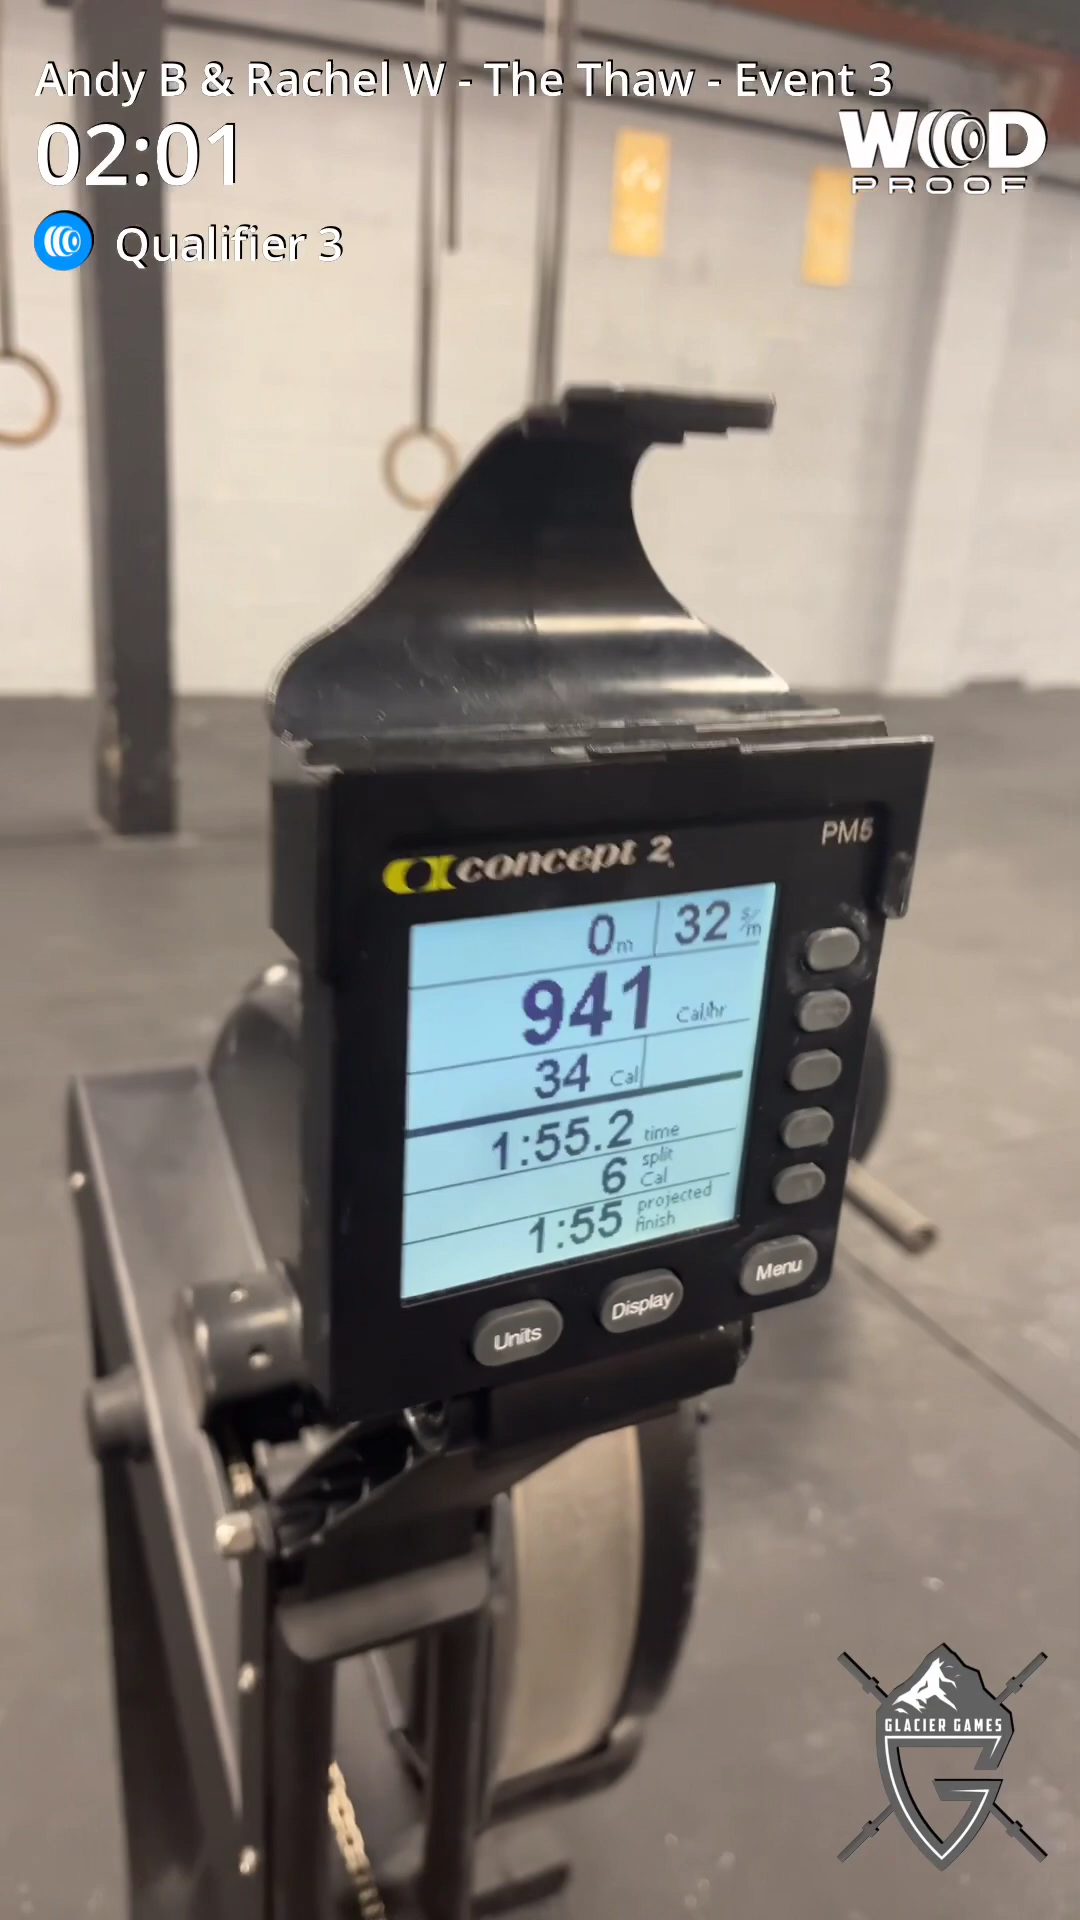 Andy B & Rachel W - The Thaw - Event 3
02:01
WOD
PROOF
Qualifier 3
PM5
concept 2
0 m 32 s/m
941 Cal/hr
34 Cal
1:55.2 time
6 split Cal
1:55 projected finish
Units Display Menu
GLACIER GAMES
G